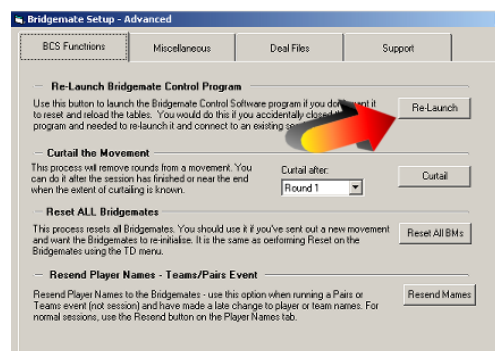 Bridgemate Setup - Advanced
BCS Functions
Miscellaneous
Deal Files
Support
Re-Launch Bridgemate Control Program
Use this button to launch the Bridgemate Control Software program if you don't want it
to reset and reload the tables. You would do this if you accidentally closed the
program and needed to re-launch it and connect to an existing
Re-Launch
Curtail the Movement
This process will remove rounds from a movement. You
can do it after the session has finished or near the end
when the extent of curtailing is known.
Curtail after:
Round 1
Curtail
Reset ALL Bridgemates
This process resets all Bridgemates. You should use it if you've sent out a new movement
and want the Bridgemates to re-initialise. It is the same as oerforming Reset on the
Bridgemates using the TD menu.
Reset All BMs
Resend Player Names - Teams/Pairs Event
Resend Player Names to the Bridgemates - use this option when running a Pairs or
Teams event (not session) and have made a late change to player or team names. For
normal sessions, use the Resend button on the Player Names tab.
Resend Mames